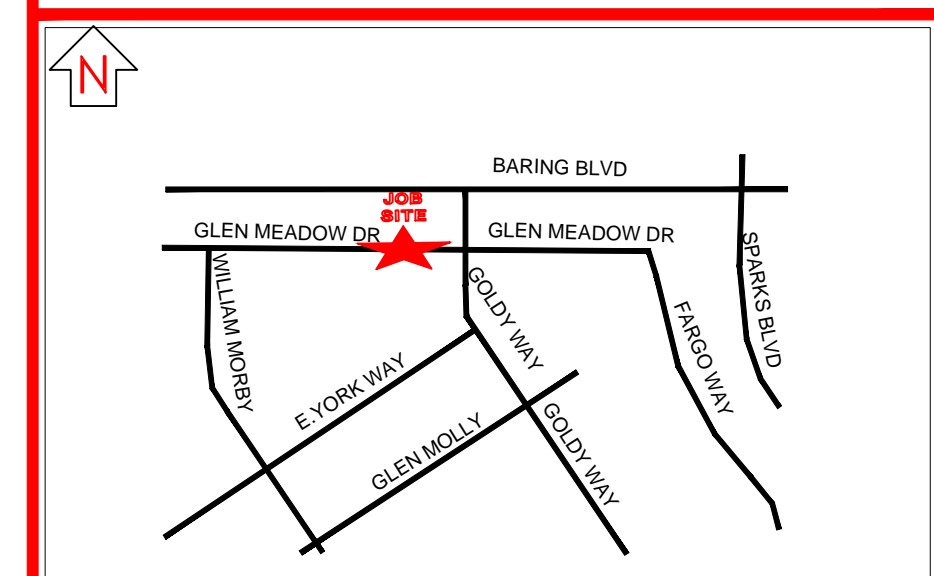 N
BARING BLVD
JOB
SITE
GLEN MEADOW DR
GLEN MEADOW DR
SPARKS BLVD
WILLIAM MORBY
GOLDY WAY
FARGO WAY
E.YORK WAY
GLEN MOLLY
GOLDY WAY